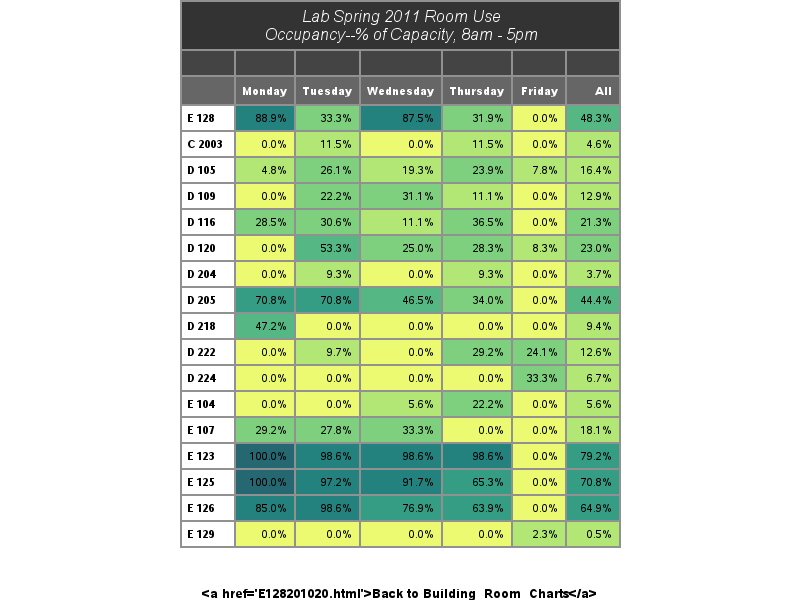 Lab Spring 2011 Room Use
Occupancy--% of Capacity, 8am - 5pm
Monday Tuesday Wednesday Thursday Friday All
E 128 88.9% 33.3% 87.5% 31.9% 0.0% 48.3%
C 2003 0.0% 11.5% 0.0% 11.5% 0.0% 4.6%
D 105 4.8% 26.1% 19.3% 23.9% 7.8% 16.4%
D 109 0.0% 22.2% 31.1% 11.1% 0.0% 12.9%
D 116 28.5% 30.6% 11.1% 36.5% 0.0% 21.3%
D 120 0.0% 53.3% 25.0% 28.3% 8.3% 23.0%
D 204 0.0% 9.3% 0.0% 9.3% 0.0% 3.7%
D 205 70.8% 70.8% 46.5% 34.0% 0.0% 44.4%
D 218 47.2% 0.0% 0.0% 0.0% 0.0% 9.4%
D 222 0.0% 9.7% 0.0% 29.2% 24.1% 12.6%
D 224 0.0% 0.0% 0.0% 0.0% 33.3% 6.7%
E 104 0.0% 0.0% 5.6% 22.2% 0.0% 5.6%
E 107 29.2% 27.8% 33.3% 0.0% 0.0% 18.1%
E 123 100.0% 98.6% 98.6% 98.6% 0.0% 79.2%
E 125 100.0% 97.2% 91.7% 65.3% 0.0% 70.8%
E 126 85.0% 98.6% 76.9% 63.9% 0.0% 64.9%
E 129 0.0% 0.0% 0.0% 0.0% 2.3% 0.5%
<a href='E128201020.html'>Back to Building_Room_Charts</a>